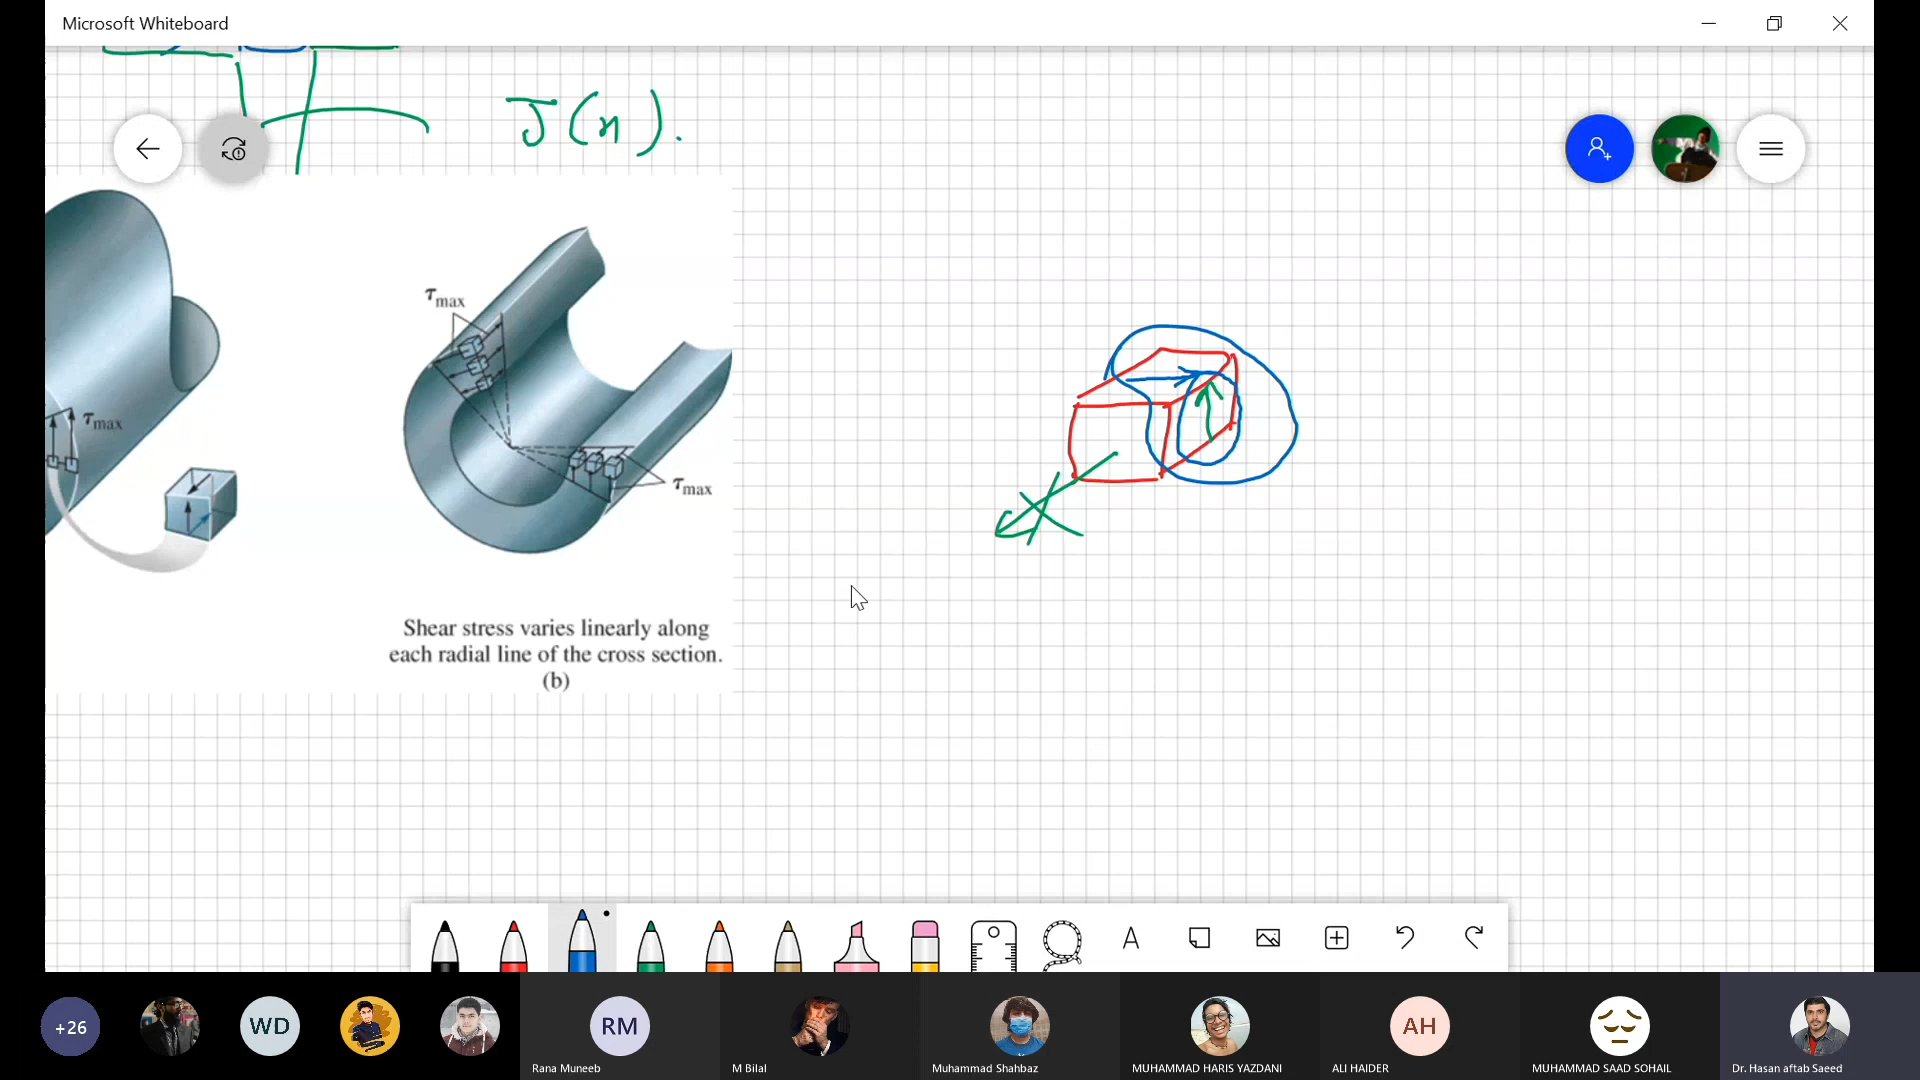 Microsoft Whiteboard
J(x).
τmax
τmax
τmax
Shear stress varies linearly along
each radial line of the cross section.
(b)
A
+26
WD
RM
AH
Rana Muneeb
M Bilal
Muhammad Shahbaz
MUHAMMAD HARIS YAZDANI
ALI HAIDER
MUHAMMAD SAAD SOHAIL
Dr. Hasan aftab Saeed